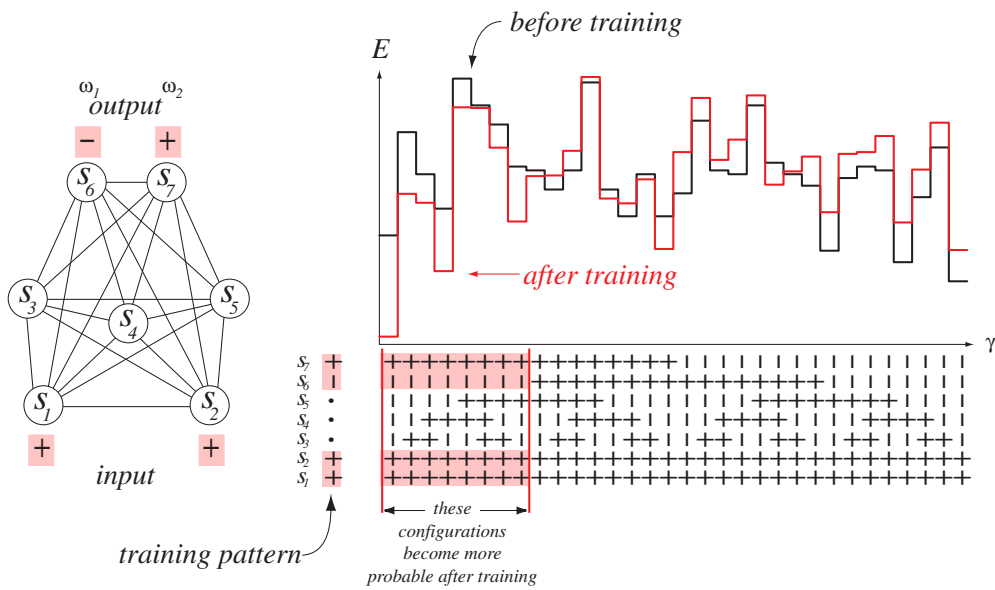 before training
E
ω1 ω2
output
− +
S6 S7
after training
S3 S5
S4
γ
S7 + + + + + + + + + + + + + + + + + | | | | | | | | | | | | | | | |
S6 | | | | | | | | | + + + + + + + + + + + + + + + + | | | | | | | |
S5 • | | | | + + + + + + + + | | | | | | | | + + + + + + + + | | | |
S4 • | | + + + + | | | | + + + + | | | | + + + + | | | | + + + + | |
S3 • | + + | | + + | | + + | | + + | | + + | | + + | | + + | | + + |
S2 + + + + + + + + + + + + + + + + + + + + + + + + + + + + + + + + +
S1 + + + + + + + + + + + + + + + + + + + + + + + + + + + + + + + + +
S1 S2
+ +
input
training pattern
these
configurations
become more
probable after training